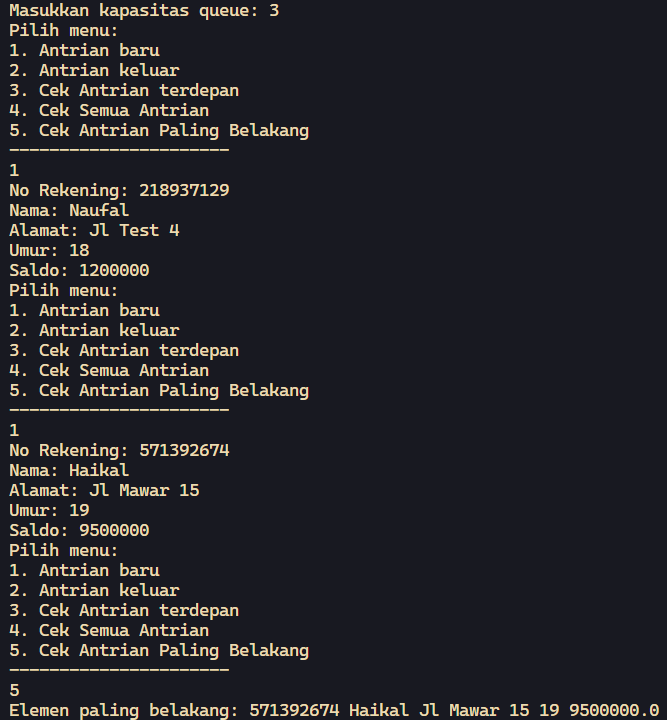 Masukkan kapasitas queue: 3
Pilih menu:
1. Antrian baru
2. Antrian keluar
3. Cek Antrian terdepan
4. Cek Semua Antrian
5. Cek Antrian Paling Belakang
----------------------
1
No Rekening: 218937129
Nama: Naufal
Alamat: Jl Test 4
Umur: 18
Saldo: 1200000
Pilih menu:
1. Antrian baru
2. Antrian keluar
3. Cek Antrian terdepan
4. Cek Semua Antrian
5. Cek Antrian Paling Belakang
----------------------
1
No Rekening: 571392674
Nama: Haikal
Alamat: Jl Mawar 15
Umur: 19
Saldo: 9500000
Pilih menu:
1. Antrian baru
2. Antrian keluar
3. Cek Antrian terdepan
4. Cek Semua Antrian
5. Cek Antrian Paling Belakang
----------------------
5
Elemen paling belakang: 571392674 Haikal Jl Mawar 15 19 9500000.0